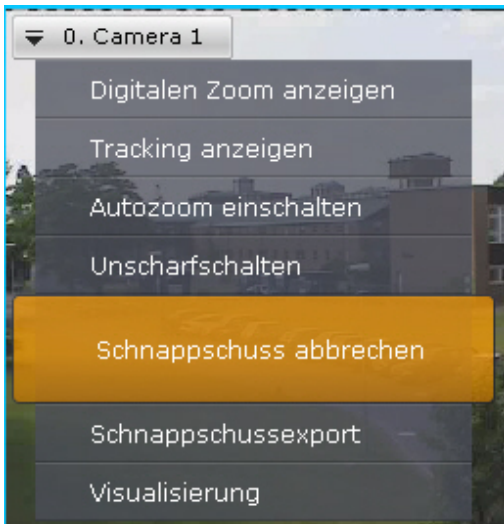 0. Camera 1
Digitalen Zoom anzeigen
Tracking anzeigen
Autozoom einschalten
Unscharfschalten
Schnappschuss abbrechen
Schnappschussexport
Visualisierung